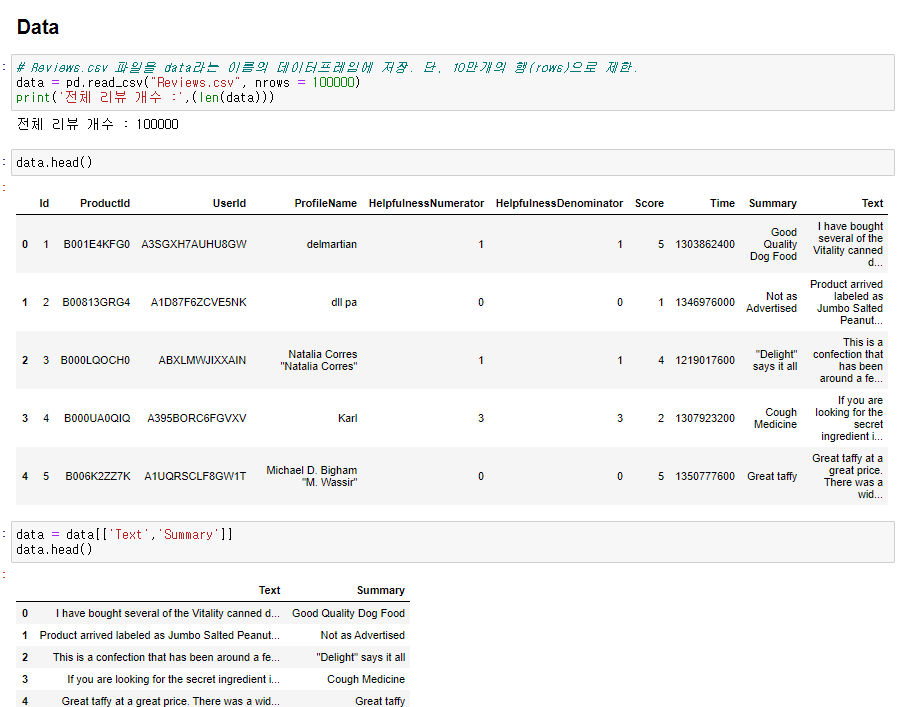 Data
# Reviews.csv 파일을 data라는 이름의 데이터프레임에 저장. 단, 10만개의 행(rows)으로 제한.
data = pd.read_csv("Reviews.csv", nrows = 100000)
print('전체 리뷰 개수 :',(len(data)))
전체 리뷰 개수 : 100000
data.head()
Id ProductId UserId ProfileName HelpfulnessNumerator HelpfulnessDenominator Score Time Summary Text
0 1 B001E4KFG0 A3SGXH7AUHU8GW delmartian 1 1 5 1303862400 Good Quality Dog Food I have bought several of the Vitality canned d...
1 2 B00813GRG4 A1D87F6ZCVE5NK dll pa 0 0 1 1346976000 Not as Advertised Product arrived labeled as Jumbo Salted Peanut...
2 3 B000LQOCH0 ABXLMWJIXXAIN Natalia Corres "Natalia Corres" 1 1 4 1219017600 "Delight" says it all This is a confection that has been around a fe...
3 4 B000UA0QIQ A395BORC6FGVXV Karl 3 3 2 1307923200 Cough Medicine If you are looking for the secret ingredient i...
4 5 B006K2ZZ7K A1UQRSCLF8GW1T Michael D. Bigham "M. Wassir" 0 0 5 1350777600 Great taffy Great taffy at a great price. There was a wid...
data = data[['Text','Summary']]
data.head()
Text Summary
0 I have bought several of the Vitality canned d... Good Quality Dog Food
1 Product arrived labeled as Jumbo Salted Peanut... Not as Advertised
2 This is a confection that has been around a fe... "Delight" says it all
3 If you are looking for the secret ingredient i... Cough Medicine
4 Great taffy at a great price. There was a wid... Great taffy